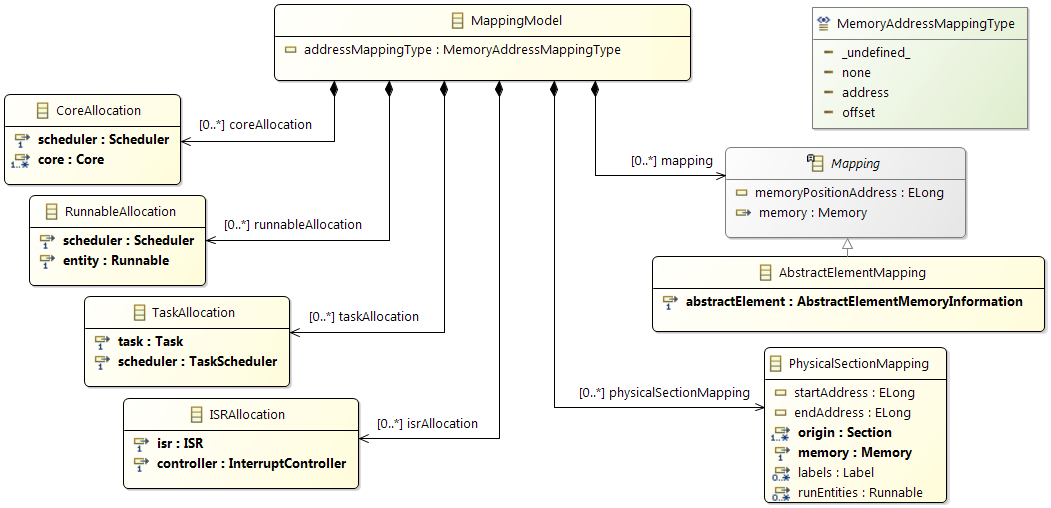 MappingModel
addressMappingType : MemoryAddressMappingType
MemoryAddressMappingType
_undefined_
none
address
offset
CoreAllocation
1 scheduler : Scheduler
1..* core : Core
[0..*] coreAllocation
[0..*] mapping
Mapping
memoryPositionAddress : ELong
memory : Memory
RunnableAllocation
1 scheduler : Scheduler
1 entity : Runnable
[0..*] runnableAllocation
AbstractElementMapping
1 abstractElement : AbstractElementMemoryInformation
TaskAllocation
1 task : Task
1 scheduler : TaskScheduler
[0..*] taskAllocation
PhysicalSectionMapping
startAddress : ELong
endAddress : ELong
1..* origin : Section
1 memory : Memory
0..* labels : Label
0..* runEntities : Runnable
[0..*] physicalSectionMapping
ISRAllocation
1 isr : ISR
1 controller : InterruptController
[0..*] isrAllocation